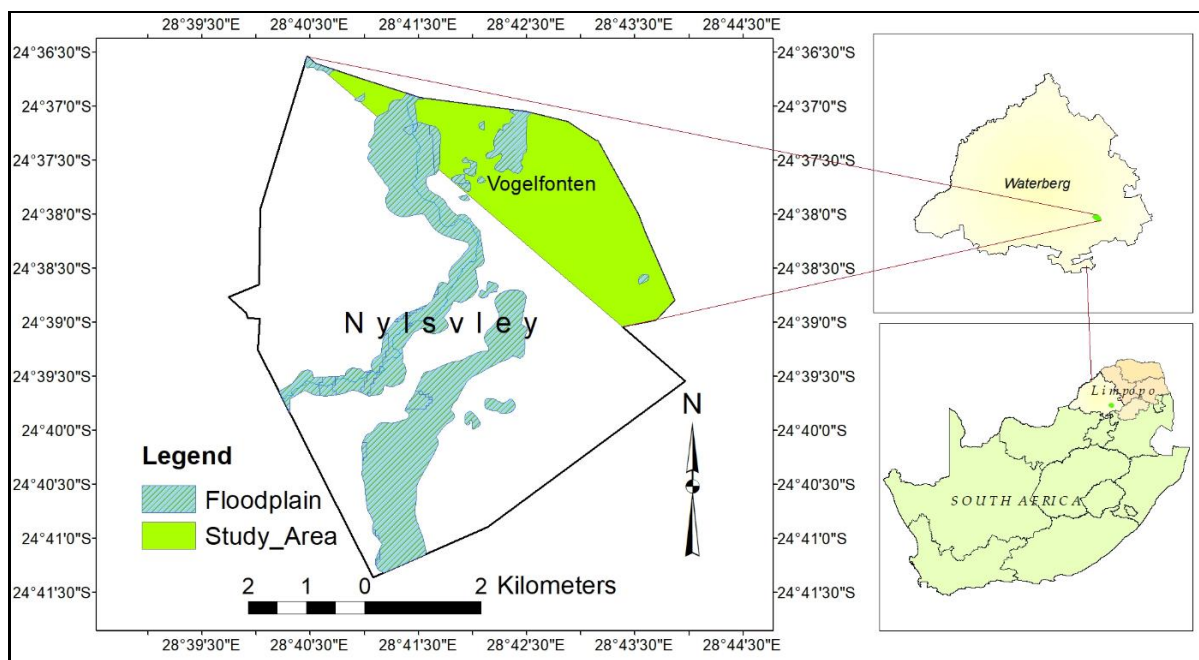 28°39'30"E 28°40'30"E 28°41'30"E 28°42'30"E 28°43'30"E 28°44'30"E
24°36'30"S 24°36'30"S
24°37'0"S 24°37'0"S
24°37'30"S 24°37'30"S
Vogelfonten
Waterberg
24°38'0"S 24°38'0"S
24°38'30"S 24°38'30"S
24°39'0"S 24°39'0"S
Nylsvley
24°39'30"S 24°39'30"S
Limpopo
N
24°40'0"S 24°40'0"S
Legend
24°40'30"S 24°40'30"S
Floodplain
SOUTH AFRICA
Study_Area
24°41'0"S 24°41'0"S
2 1 0 2 Kilometers
24°41'30"S 24°41'30"S
28°39'30"E 28°40'30"E 28°41'30"E 28°42'30"E 28°43'30"E 28°44'30"E